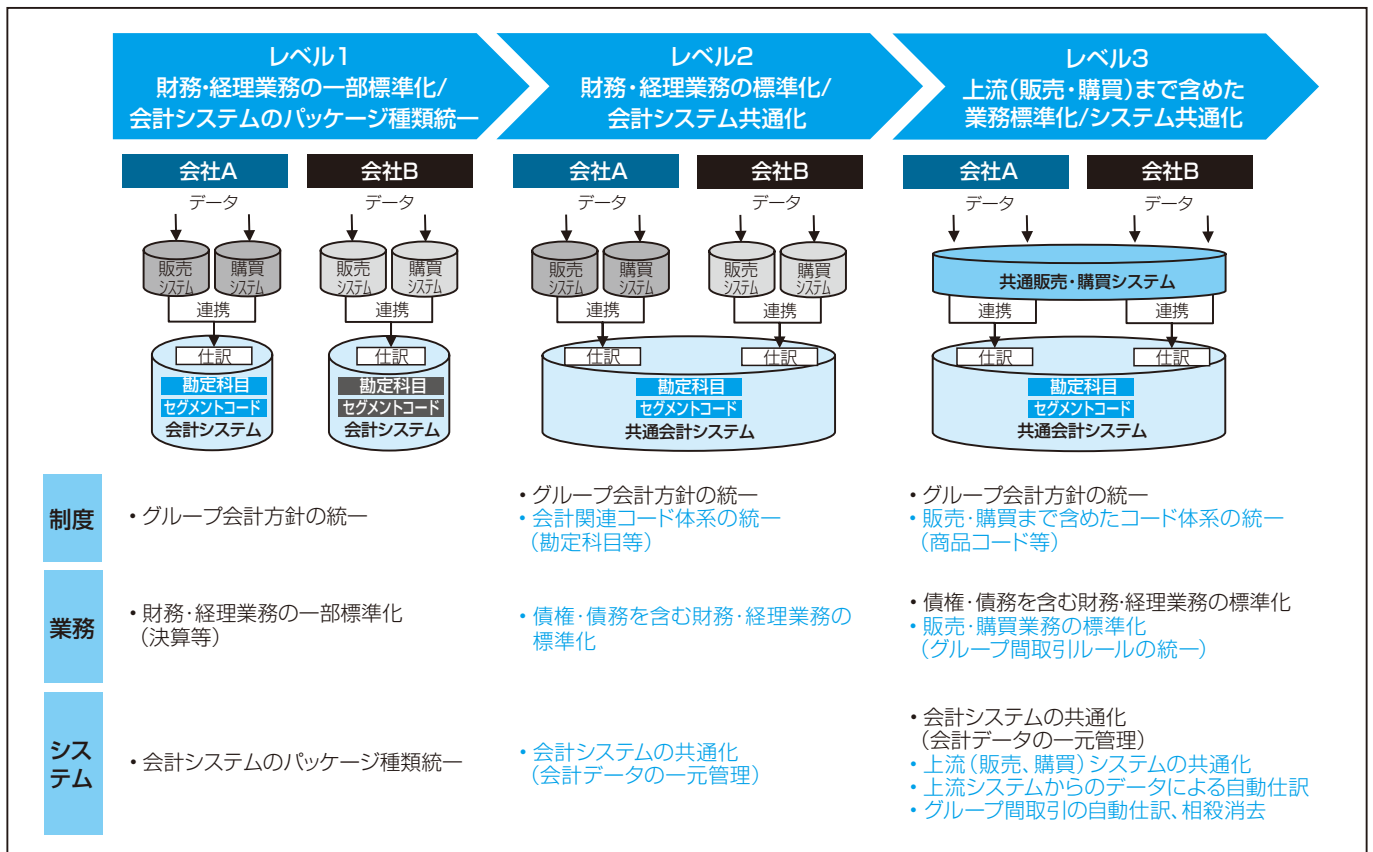 レベル1
財務・経理業務の一部標準化/
会計システムのパッケージ種類統一
レベル2
財務・経理業務の標準化/
会計システム共通化
レベル3
上流(販売・購買)まで含めた
業務標準化/システム共通化
会社A
データ
販売
システム
購買
システム
連携
仕訳
勘定科目
セグメントコード
会計システム
会社B
データ
販売
システム
購買
システム
連携
仕訳
勘定科目
セグメントコード
会計システム
会社A
会社B
データ
データ
販売
システム
購買
システム
販売
システム
購買
システム
連携
連携
仕訳
仕訳
勘定科目
セグメントコード
共通会計システム
会社A
会社B
データ
データ
共通販売・購買システム
連携
連携
仕訳
仕訳
勘定科目
セグメントコード
共通会計システム
制度
・グループ会計方針の統一
・グループ会計方針の統一
・会計関連コード体系の統一
(勘定科目等)
・グループ会計方針の統一
・販売・購買まで含めたコード体系の統一
(商品コード等)
業務
・財務・経理業務の一部標準化
(決算等)
・債権・債務を含む財務・経理業務の
標準化
・債権・債務を含む財務・経理業務の標準化
・販売・購買業務の標準化
(グループ間取引ルールの統一)
シス
テム
・会計システムのパッケージ種類統一
・会計システムの共通化
(会計データの一元管理)
・会計システムの共通化
(会計データの一元管理)
・上流(販売、購買)システムの共通化
・上流システムからのデータによる自動仕訳
・グループ間取引の自動仕訳、相殺消去